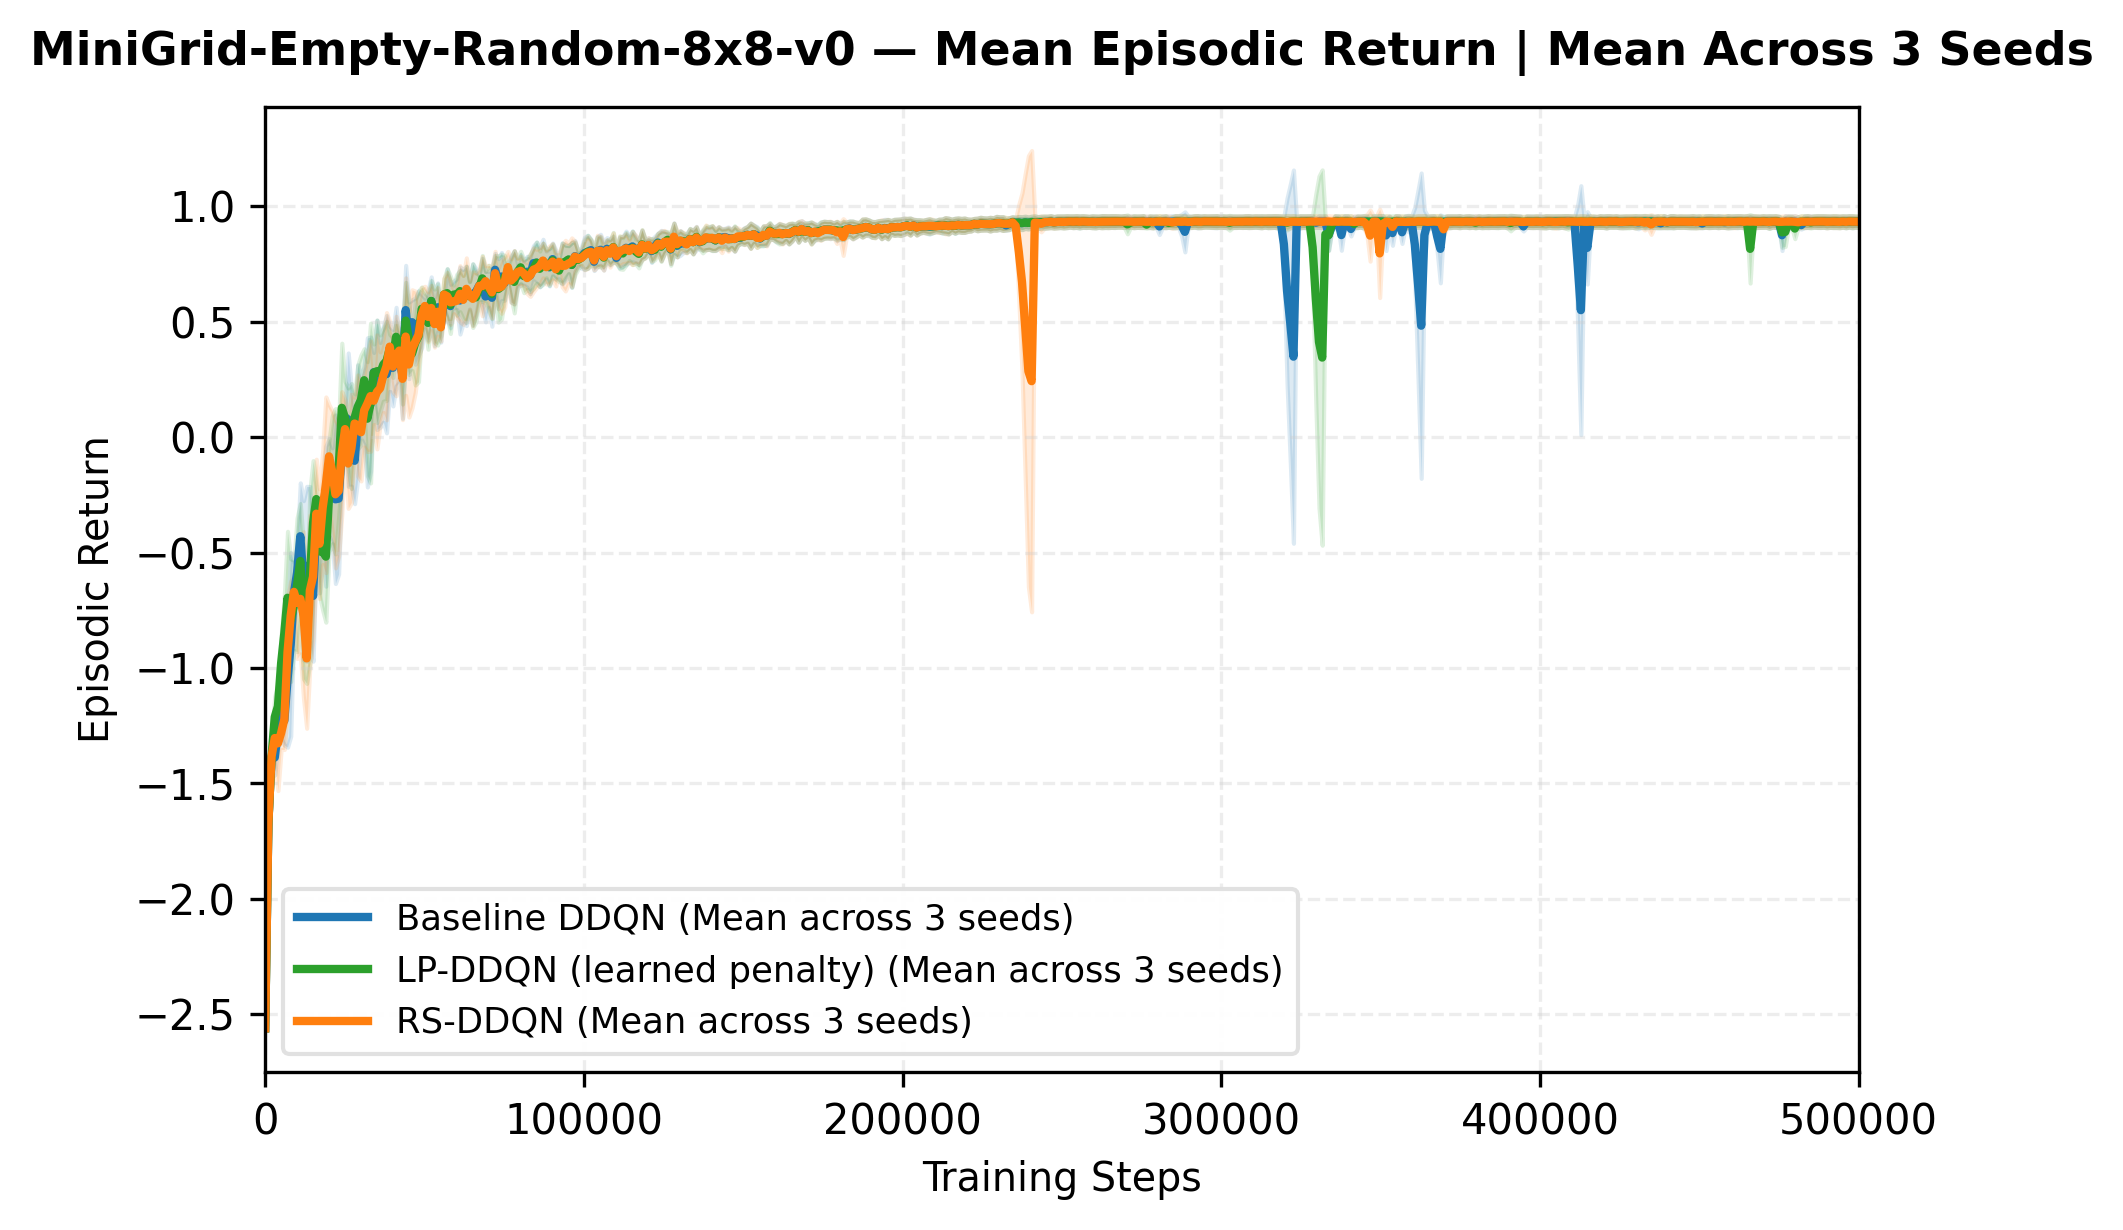 MiniGrid-Empty-Random-8x8-v0 — Mean Episodic Return | Mean Across 3 Seeds
Episodic Return
1.0
0.5
0.0
−0.5
−1.0
−1.5
−2.0
−2.5
Baseline DDQN (Mean across 3 seeds)
LP-DDQN (learned penalty) (Mean across 3 seeds)
RS-DDQN (Mean across 3 seeds)
0 100000 200000 300000 400000 500000
Training Steps